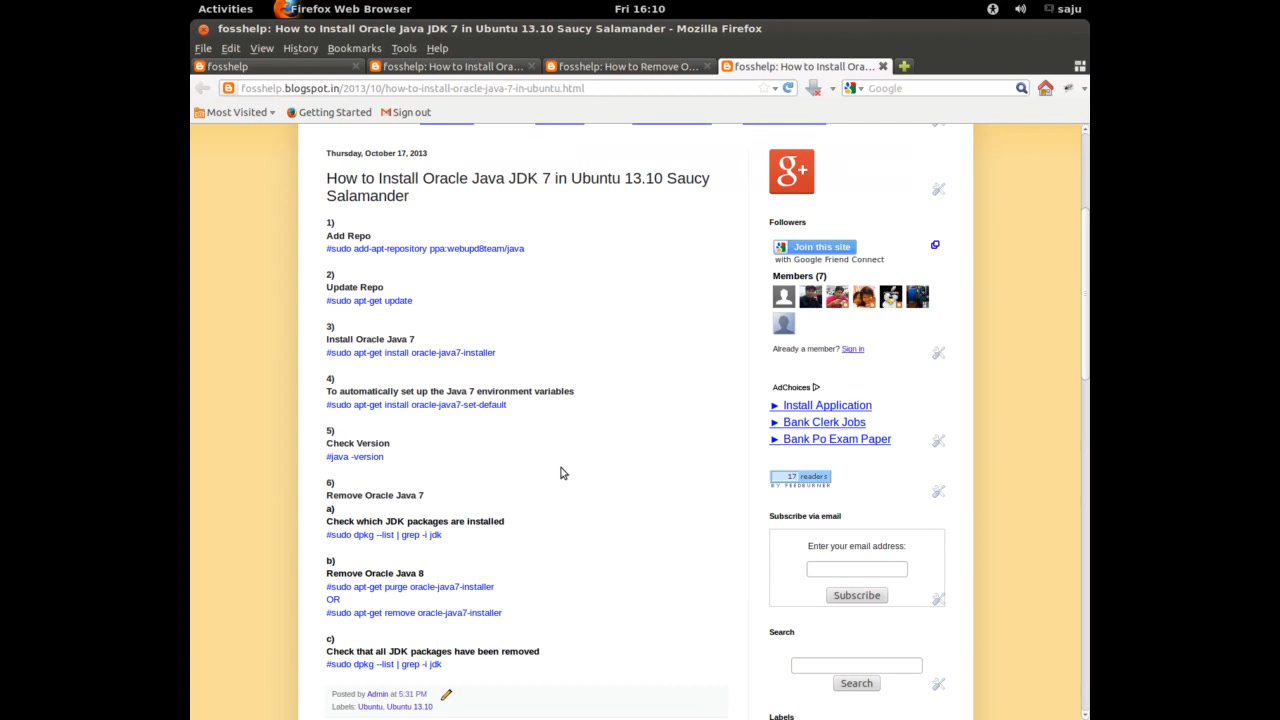 Activities
Firefox Web Browser
Fri 16:10
saju
fosshelp: How to Install Oracle Java JDK 7 in Ubuntu 13.10 Saucy Salamander - Mozilla Firefox
File Edit View History Bookmarks Tools Help
fosshelp
fosshelp: How to Install Ora...
fosshelp: How to Remove O...
fosshelp: How to Install Ora...
fosshelp.blogspot.in/2013/10/how-to-install-oracle-java-7-in-ubuntu.html
Google
Most Visited
Getting Started
Sign out
Thursday, October 17, 2013
How to Install Oracle Java JDK 7 in Ubuntu 13.10 Saucy
Salamander
1)
Add Repo
#sudo add-apt-repository ppa:webupd8team/java
2)
Update Repo
#sudo apt-get update
3)
Install Oracle Java 7
#sudo apt-get install oracle-java7-installer
4)
To automatically set up the Java 7 environment variables
#sudo apt-get install oracle-java7-set-default
5)
Check Version
#java -version
6)
Remove Oracle Java 7
a)
Check which JDK packages are installed
#sudo dpkg --list | grep -i jdk
b)
Remove Oracle Java 8
#sudo apt-get purge oracle-java7-installer
OR
#sudo apt-get remove oracle-java7-installer
c)
Check that all JDK packages have been removed
#sudo dpkg --list | grep -i jdk
Posted by Admin at 5:31 PM
Labels: Ubuntu, Ubuntu 13.10
g+
Followers
Join this site
with Google Friend Connect
Members (7)
Already a member? Sign in
AdChoices
► Install Application
► Bank Clerk Jobs
► Bank Po Exam Paper
17 readers
BY FEEDBURNER
Subscribe via email
Enter your email address:
Subscribe
Search
Search
Labels